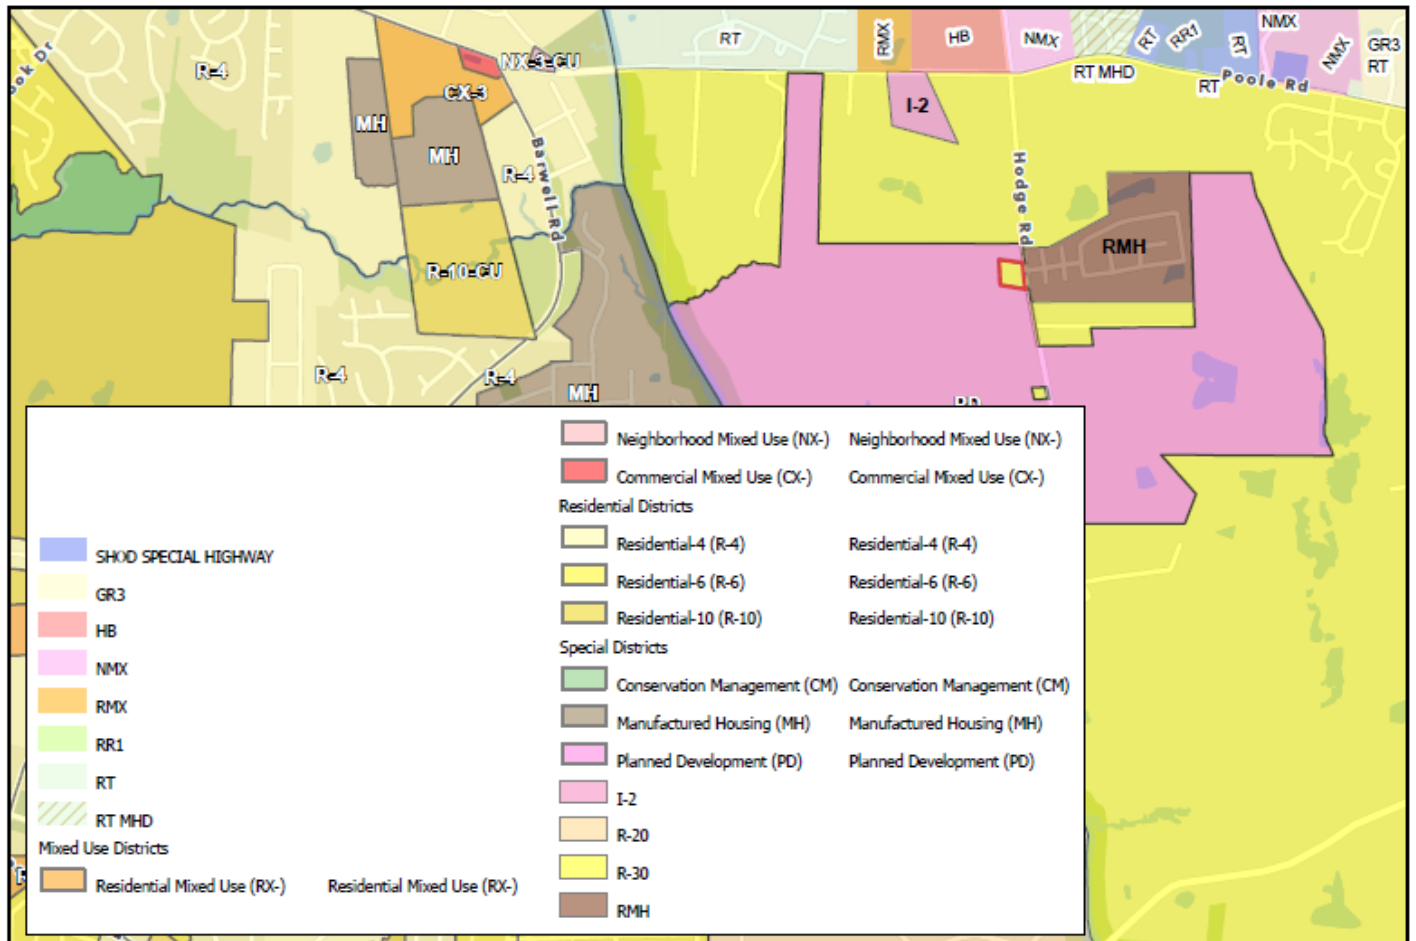 ook Dr
R-4
NX-3-CU
CX-3
MH
MH
R-4
Barwell Rd
R-10-CU
R-4
R-4
MH
RT
RMX
HB
NMX
RT
RR1
RT
NMX
NMX
GR3
RT
RT MHD
RT
Poole Rd
I-2
Hodge Rd
RMH
PD
Neighborhood Mixed Use (NX-) Neighborhood Mixed Use (NX-)
Commercial Mixed Use (CX-) Commercial Mixed Use (CX-)
Residential Districts
Residential-4 (R-4) Residential-4 (R-4)
Residential-6 (R-6) Residential-6 (R-6)
Residential-10 (R-10) Residential-10 (R-10)
Special Districts
Conservation Management (CM) Conservation Management (CM)
Manufactured Housing (MH) Manufactured Housing (MH)
Planned Development (PD) Planned Development (PD)
I-2
R-20
R-30
RMH
SHOD SPECIAL HIGHWAY
GR3
HB
NMX
RMX
RR1
RT
RT MHD
Mixed Use Districts
Residential Mixed Use (RX-) Residential Mixed Use (RX-)